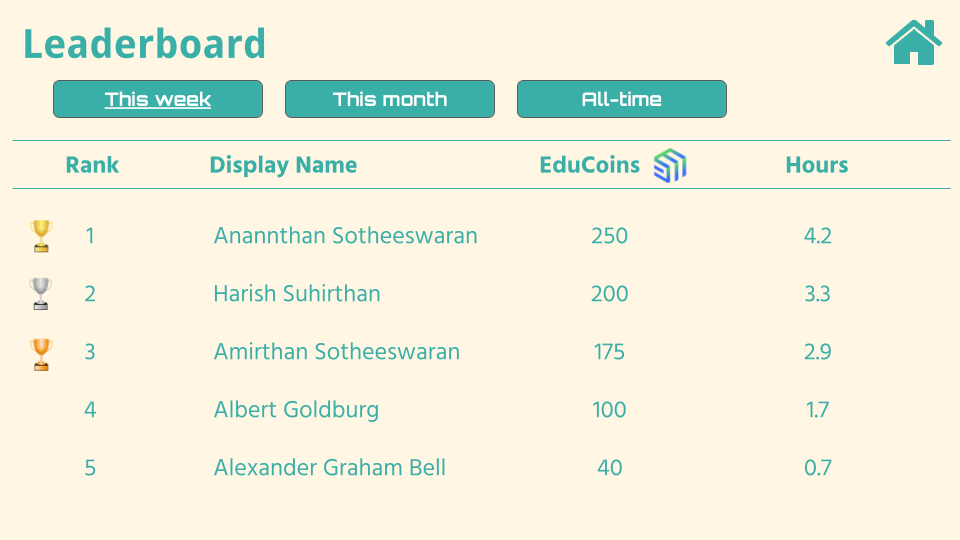 Leaderboard
This week This month All-time
Rank Display Name EduCoins Hours
1 Anannthan Sotheeswaran 250 4.2
2 Harish Suhirthan 200 3.3
3 Amirthan Sotheeswaran 175 2.9
4 Albert Goldburg 100 1.7
5 Alexander Graham Bell 40 0.7